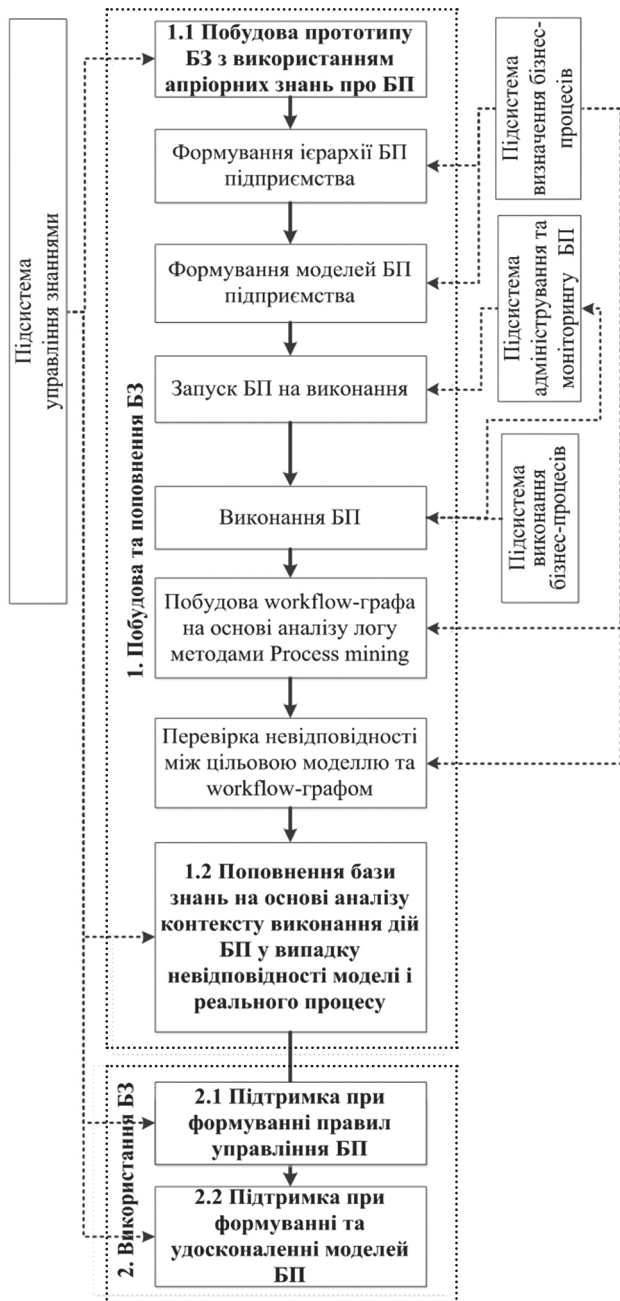 Підсистема
управління знаннями
1. Побудова та поповнення БЗ
1.1 Побудова прототипу
БЗ з використанням
апріорних знань про БП
Формування ієрархії БП
підприємства
Формування моделей БП
підприємства
Запуск БП на виконання
Виконання БП
Побудова workflow-графа
на основі аналізу логу
методами Process mining
Перевірка невідповідності
між цільовою моделлю та
workflow-графом
1.2 Поповнення бази
знань на основі аналізу
контексту виконання дій
БП у випадку
невідповідності моделі і
реального процесу
Підсистема
визначення бізнес-
процесів
Підсистема
адміністрування та
моніторингу БП
Підсистема
виконання
бізнес-процесів
2. Використання БЗ
2.1 Підтримка при
формуванні правил
управління БП
2.2 Підтримка при
формуванні та
удосконаленні моделей
БП